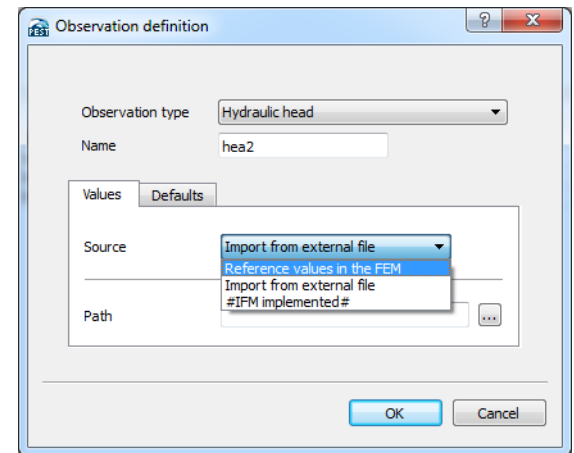 PEST Observation definition ? X
Observation type Hydraulic head
Name hea2
Values Defaults
Source Import from external file
Reference values in the FEM
Import from external file
#IFM implemented#
Path ...
OK Cancel